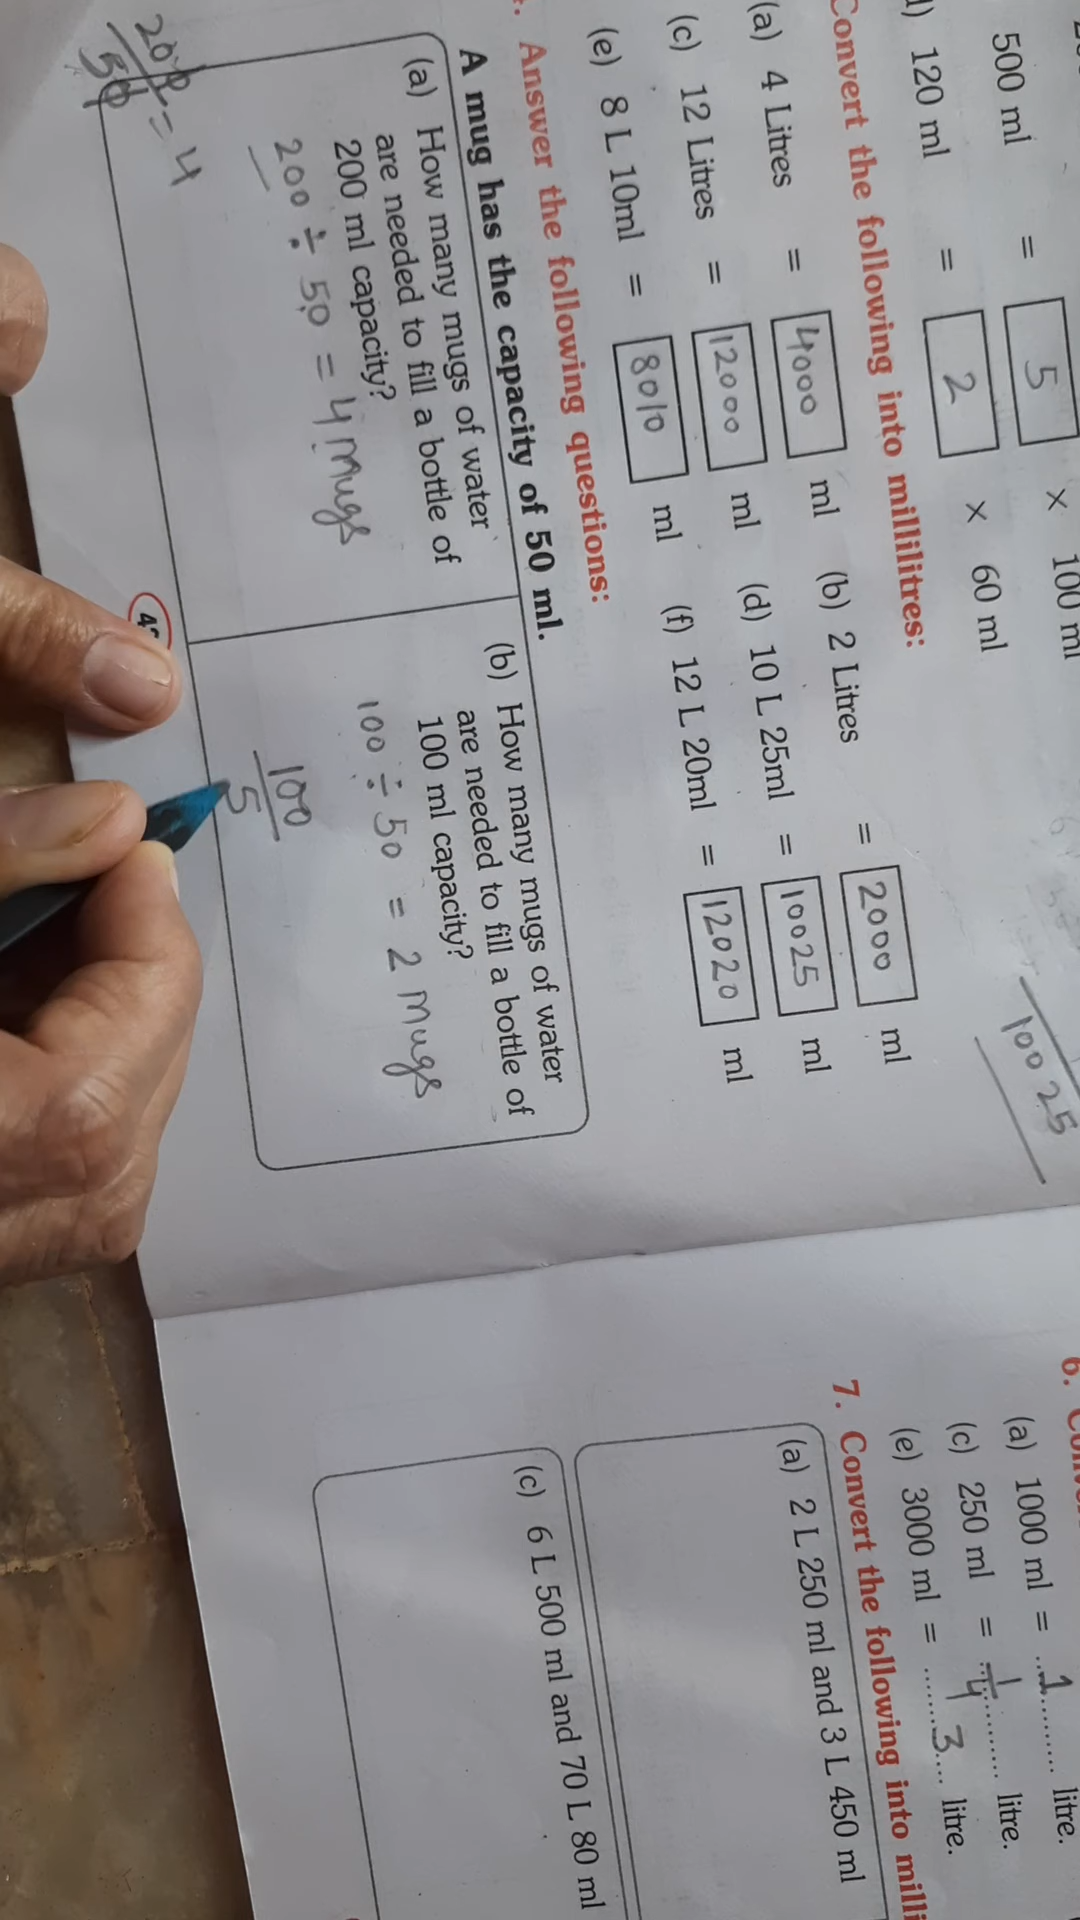 500 ml = 5 × 100 ml
120 ml = 2 × 60 ml
Convert the following into millilitres:
(a) 4 Litres = 4000 ml (b) 2 Litres = 2000 ml
(c) 12 Litres = 12000 ml (d) 10 L 25ml = 10025 ml
(e) 8 L 10ml = 8010 ml (f) 12 L 20ml = 12020 ml
10025
Answer the following questions:
A mug has the capacity of 50 ml.
(a) How many mugs of water
are needed to fill a bottle of
200 ml capacity?
200 ÷ 50 = 4 mugs
200
50
= 4
(b) How many mugs of water
are needed to fill a bottle of
100 ml capacity?
100 ÷ 50 = 2 mugs
100
5
6.
(a) 1000 ml = 1 litre.
(c) 250 ml = 1/4 litre.
(e) 3000 ml = 3 litre.
7. Convert the following into milli
(a) 2 L 250 ml and 3 L 450 ml
(c) 6 L 500 ml and 70 L 80 ml